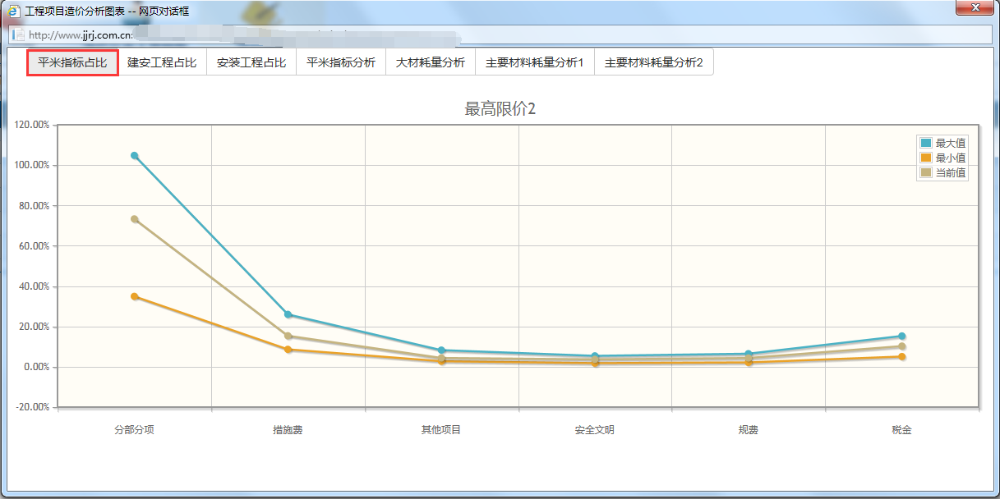 工程项目造价分析图表 -- 网页对话框
http://www.jjrj.com.cn:
平米指标占比 建安工程占比 安装工程占比 平米指标分析 大材耗量分析 主要材料耗量分析1 主要材料耗量分析2
最高限价2
120.00%
100.00%
80.00%
60.00%
40.00%
20.00%
0.00%
-20.00%
最大值
最小值
当前值
分部分项 措施费 其他项目 安全文明 规费 税金